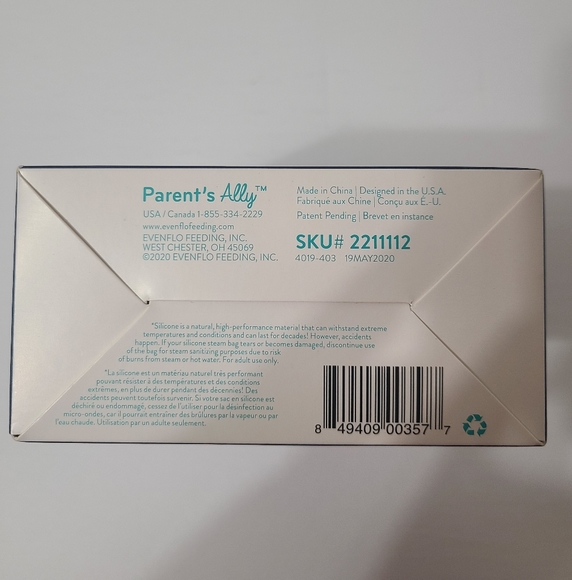 Parent's Ally™
USA / Canada 1-855-334-2229
www.evenflofeeding.com
EVENFLO FEEDING, INC.
WEST CHESTER, OH 45069
©2020 EVENFLO FEEDING, INC.
Made in China | Designed in the U.S.A.
Fabriqué aux Chine | Conçu aux É.-U.
Patent Pending | Brevet en instance
SKU# 2211112
4019-403 19MAY2020
*Silicone is a natural, high-performance material that can withstand extreme
temperatures and conditions and can last for decades! However, accidents
happen. If your silicone steam bag tears or becomes damaged, discontinue use
of the bag for steam sanitizing purposes due to risk
of burns from steam or hot water. For adult use only.
*La silicone est un matériau naturel très performant
pouvant résister à des températures et des conditions
extrêmes, en plus de durer pendant des décennies! Des
accidents peuvent toutefois survenir. Si votre sac en silicone est
déchiré ou endommagé, cessez de l'utiliser pour la désinfection au
micro-ondes, car il pourrait entraîner des brûlures par la vapeur ou par
l'eau chaude. Utilisation par un adulte seulement.
8 49409 00357 7